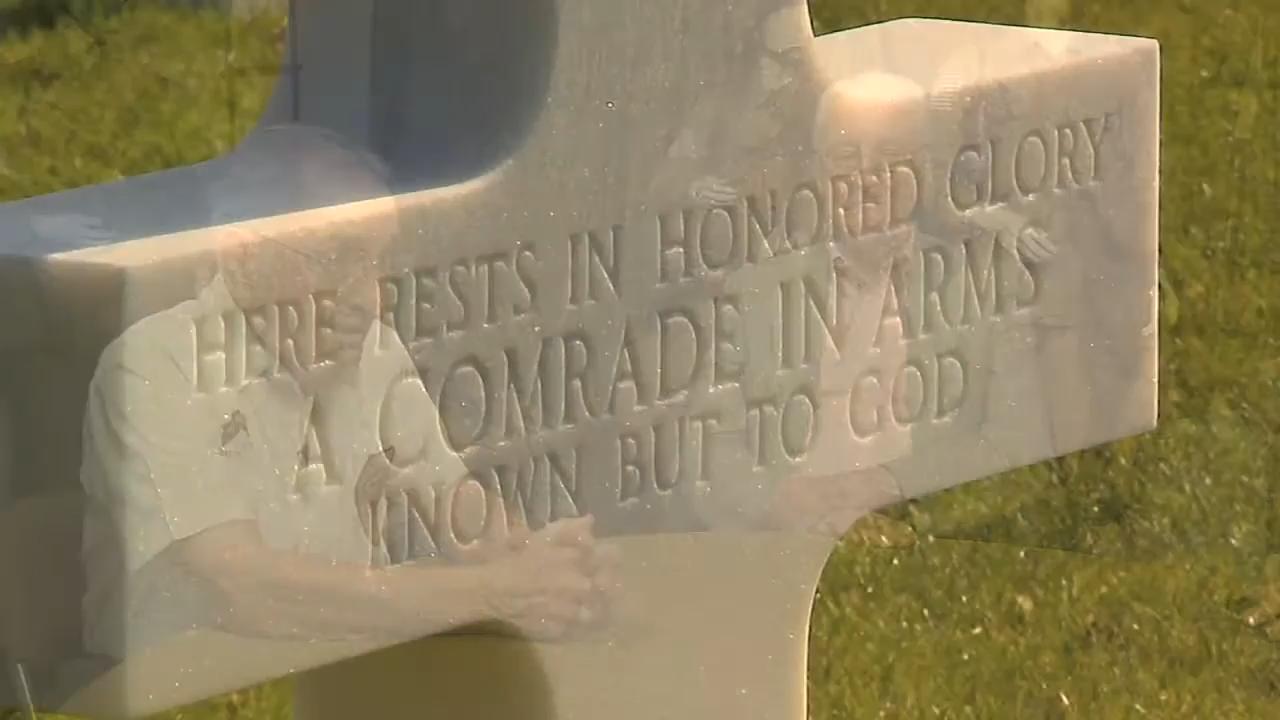 HERE RESTS IN HONORED GLORY
A COMRADE IN ARMS
KNOWN BUT TO GOD